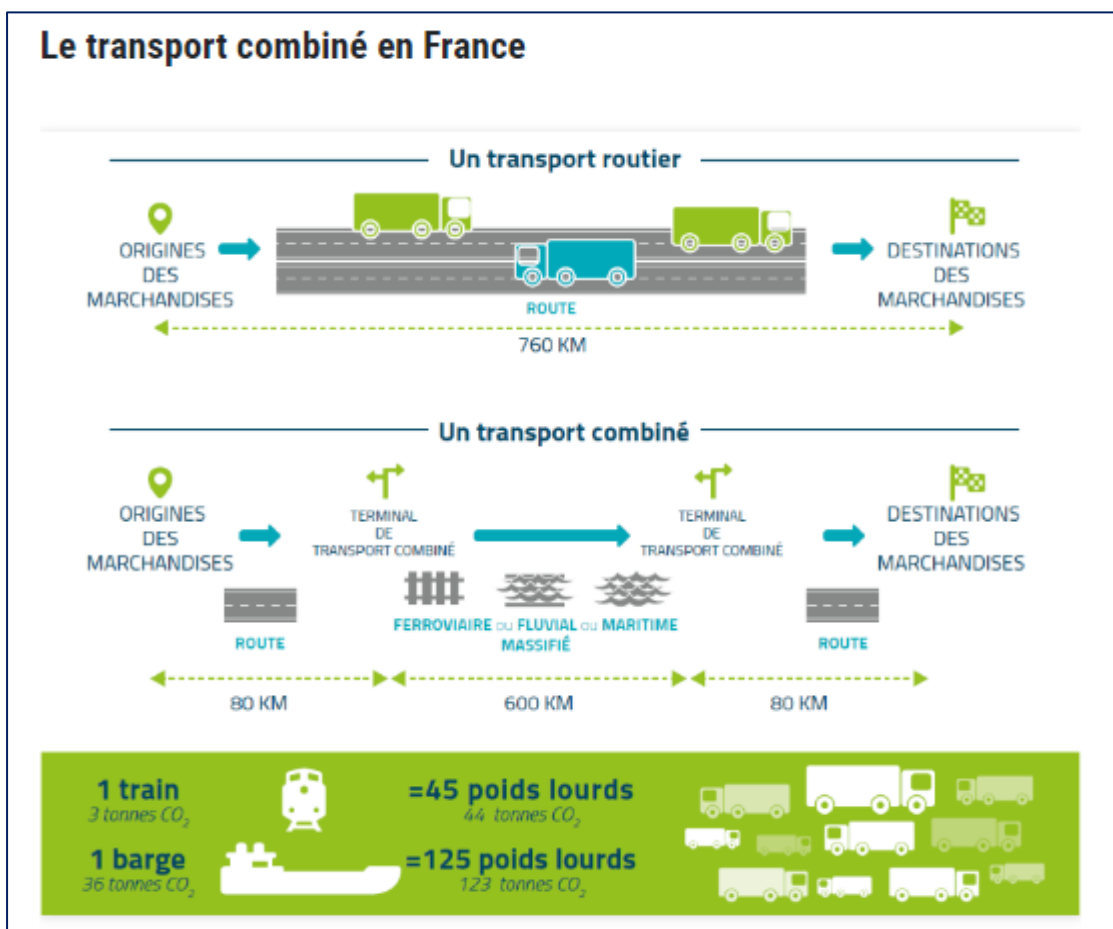 Le transport combiné en France
Un transport routier
ORIGINES
DES
MARCHANDISES
DESTINATIONS
DES
MARCHANDISES
ROUTE
760 KM
Un transport combiné
ORIGINES
DES
MARCHANDISES
TERMINAL
DE
TRANSPORT COMBINÉ
TERMINAL
DE
TRANSPORT COMBINÉ
DESTINATIONS
DES
MARCHANDISES
ROUTE
FERROVIAIRE ou FLUVIAL ou MARITIME
MASSIFIÉ
ROUTE
80 KM
600 KM
80 KM
1 train
3 tonnes CO₂
=45 poids lourds
44 tonnes CO₂
1 barge
36 tonnes CO₂
=125 poids lourds
123 tonnes CO₂